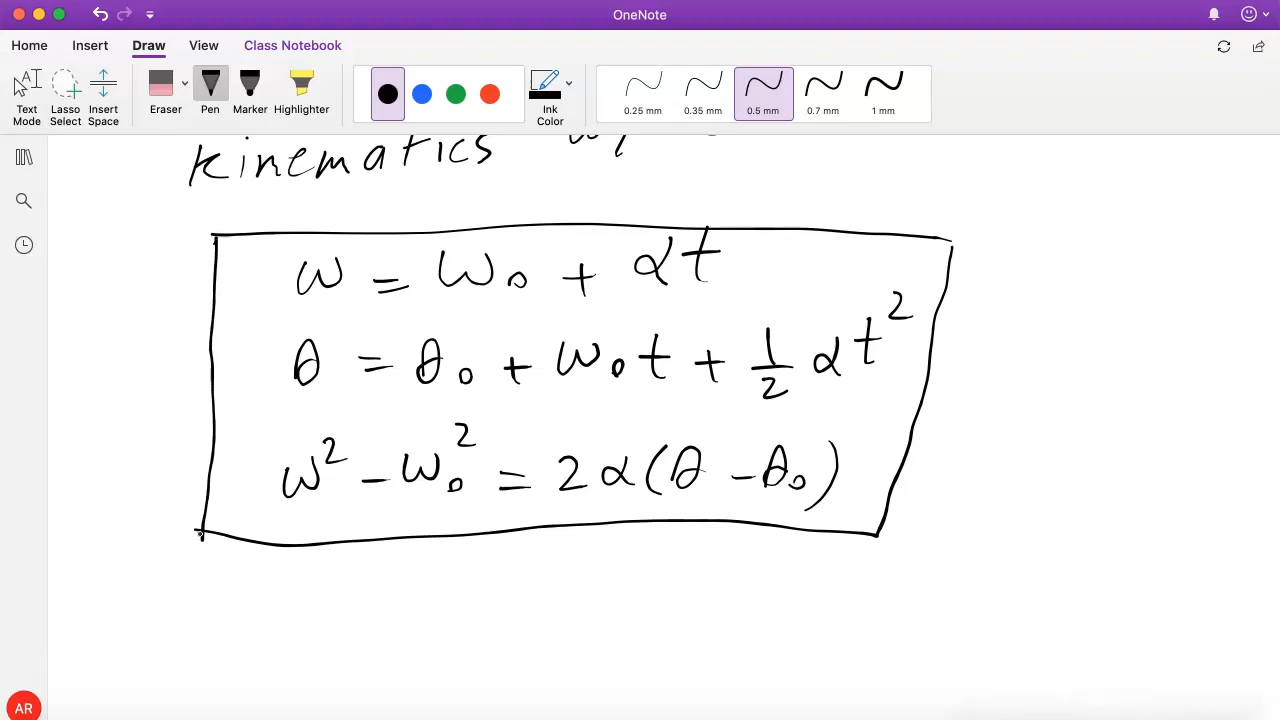 OneNote
Home Insert Draw View Class Notebook
Text Mode Lasso Select Insert Space Eraser Pen Marker Highlighter Ink Color 0.25 mm 0.35 mm 0.5 mm 0.7 mm 1 mm
kinematics w/
ω = ω₀ + αt
θ = θ₀ + ω₀t + 1/2 αt²
ω² - ω₀² = 2α(θ - θ₀)
AR